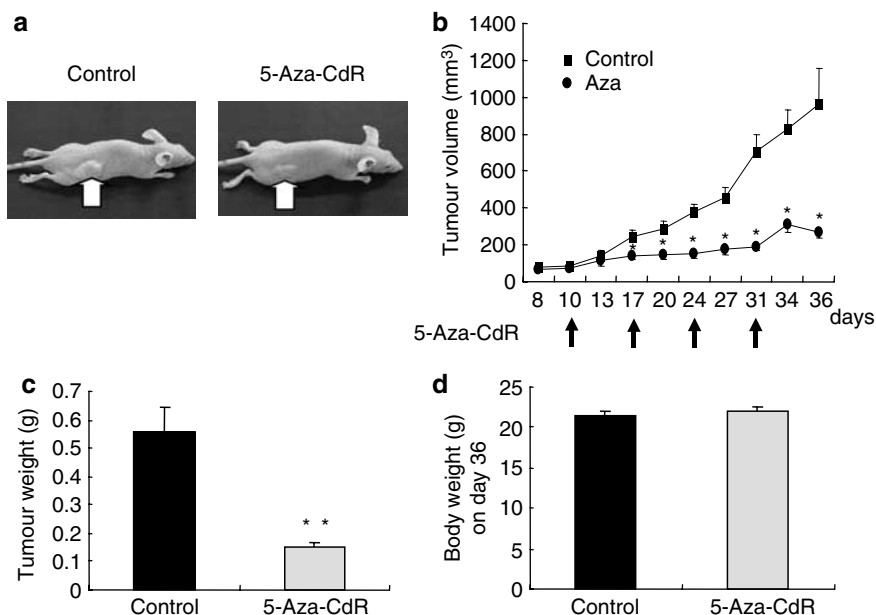 a
Control 5-Aza-CdR
b
Tumour volume (mm³)
1400
1200
1000
800
600
400
200
0
Control
Aza
* * * * * * *
8 10 13 17 20 24 27 31 34 36
days
5-Aza-CdR
c
Tumour weight (g)
0.7
0.6
0.5
0.4
0.3
0.2
0.1
0
* *
Control 5-Aza-CdR
d
Body weight (g)
on day 36
25
20
15
10
5
0
Control 5-Aza-CdR